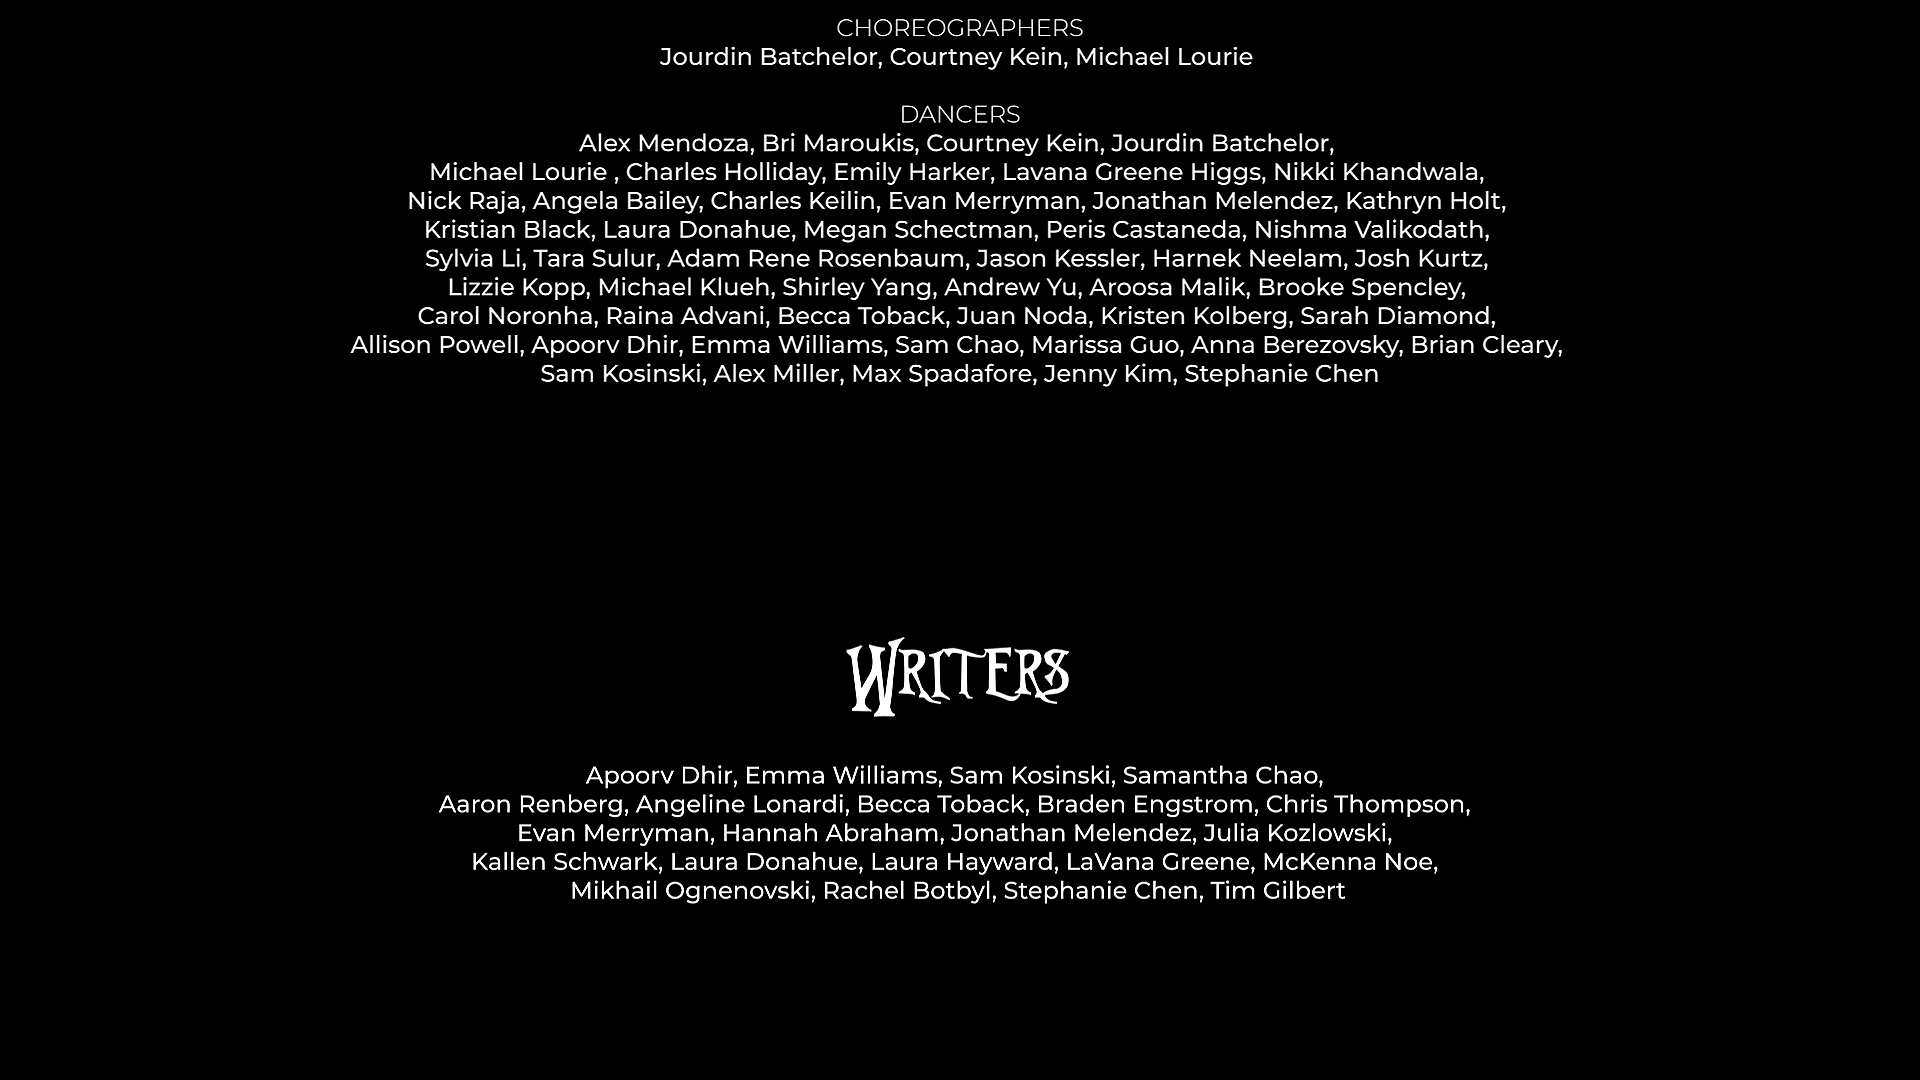 CHOREOGRAPHERS
Jourdin Batchelor, Courtney Kein, Michael Lourie
DANCERS
Alex Mendoza, Bri Maroukis, Courtney Kein, Jourdin Batchelor,
Michael Lourie , Charles Holliday, Emily Harker, Lavana Greene Higgs, Nikki Khandwala,
Nick Raja, Angela Bailey, Charles Keilin, Evan Merryman, Jonathan Melendez, Kathryn Holt,
Kristian Black, Laura Donahue, Megan Schectman, Peris Castaneda, Nishma Valikodath,
Sylvia Li, Tara Sulur, Adam Rene Rosenbaum, Jason Kessler, Harnek Neelam, Josh Kurtz,
Lizzie Kopp, Michael Klueh, Shirley Yang, Andrew Yu, Aroosa Malik, Brooke Spencley,
Carol Noronha, Raina Advani, Becca Toback, Juan Noda, Kristen Kolberg, Sarah Diamond,
Allison Powell, Apoorv Dhir, Emma Williams, Sam Chao, Marissa Guo, Anna Berezovsky, Brian Cleary,
Sam Kosinski, Alex Miller, Max Spadafore, Jenny Kim, Stephanie Chen
WRITERS
Apoorv Dhir, Emma Williams, Sam Kosinski, Samantha Chao,
Aaron Renberg, Angeline Lonardi, Becca Toback, Braden Engstrom, Chris Thompson,
Evan Merryman, Hannah Abraham, Jonathan Melendez, Julia Kozlowski,
Kallen Schwark, Laura Donahue, Laura Hayward, LaVana Greene, McKenna Noe,
Mikhail Ognenovski, Rachel Botbyl, Stephanie Chen, Tim Gilbert